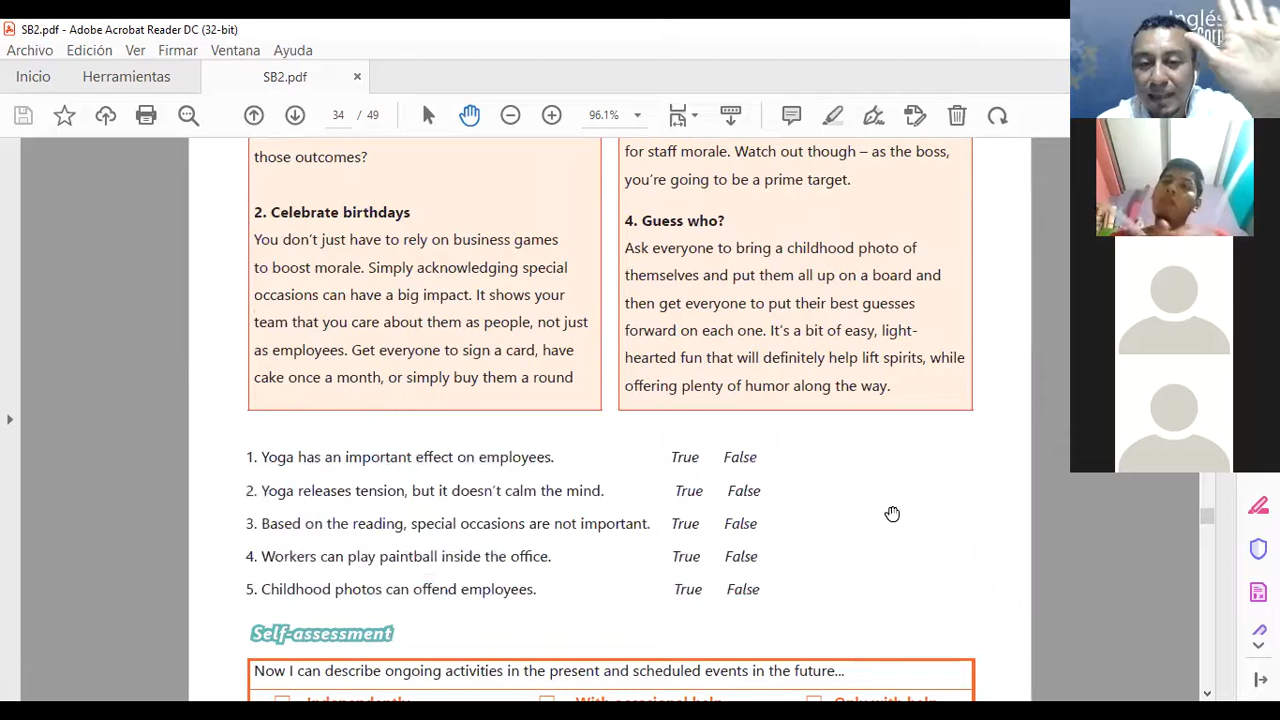 SB2.pdf - Adobe Acrobat Reader DC (32-bit)
Archivo Edición Ver Firmar Ventana Ayuda
Inicio Herramientas SB2.pdf ×
34 / 49 96.1%
Inglés
Corp
those outcomes?
2. Celebrate birthdays
You don't just have to rely on business games
to boost morale. Simply acknowledging special
occasions can have a big impact. It shows your
team that you care about them as people, not just
as employees. Get everyone to sign a card, have
cake once a month, or simply buy them a round
for staff morale. Watch out though – as the boss,
you're going to be a prime target.
4. Guess who?
Ask everyone to bring a childhood photo of
themselves and put them all up on a board and
then get everyone to put their best guesses
forward on each one. It's a bit of easy, light-
hearted fun that will definitely help lift spirits, while
offering plenty of humor along the way.
1. Yoga has an important effect on employees. True False
2. Yoga releases tension, but it doesn't calm the mind. True False
3. Based on the reading, special occasions are not important. True False
4. Workers can play paintball inside the office. True False
5. Childhood photos can offend employees. True False
Self-assessment
Now I can describe ongoing activities in the present and scheduled events in the future...
Independently With occasional help Only with help